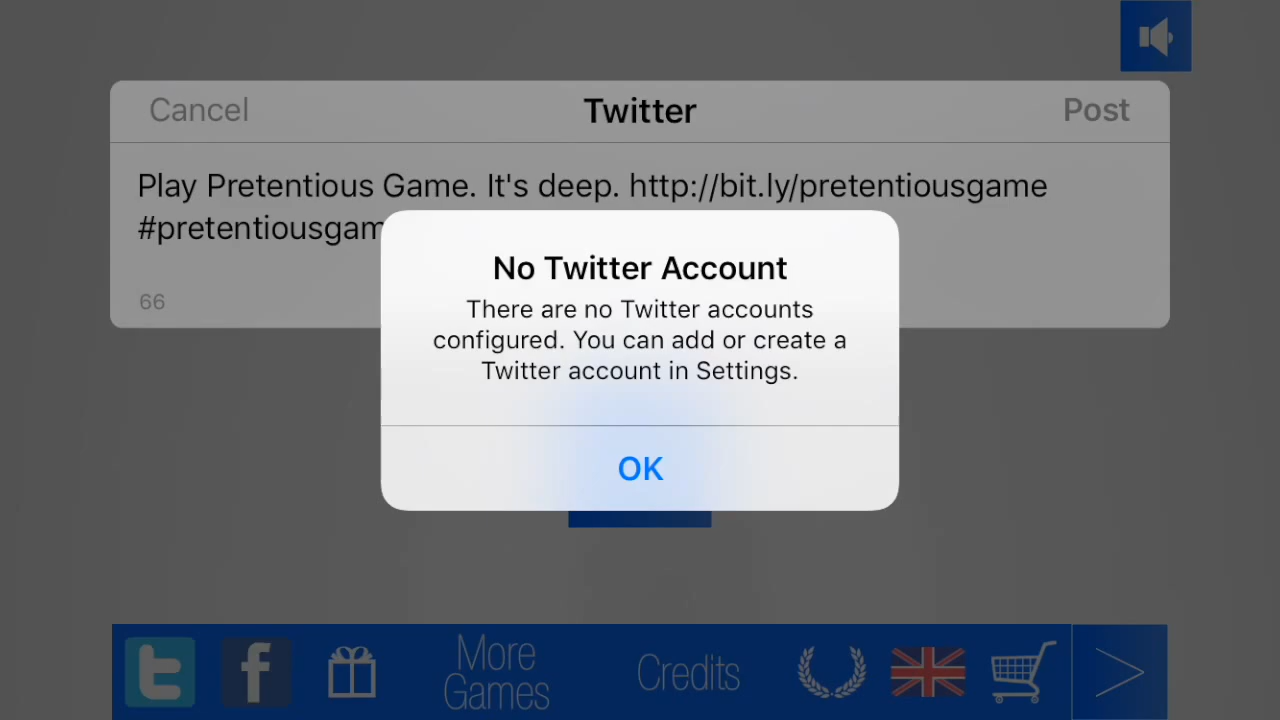 Cancel
Twitter
Post
Play Pretentious Game. It's deep. http://bit.ly/pretentiousgame
#pretentiousgam
66
No Twitter Account
There are no Twitter accounts
configured. You can add or create a
Twitter account in Settings.
OK
More
Games
Credits